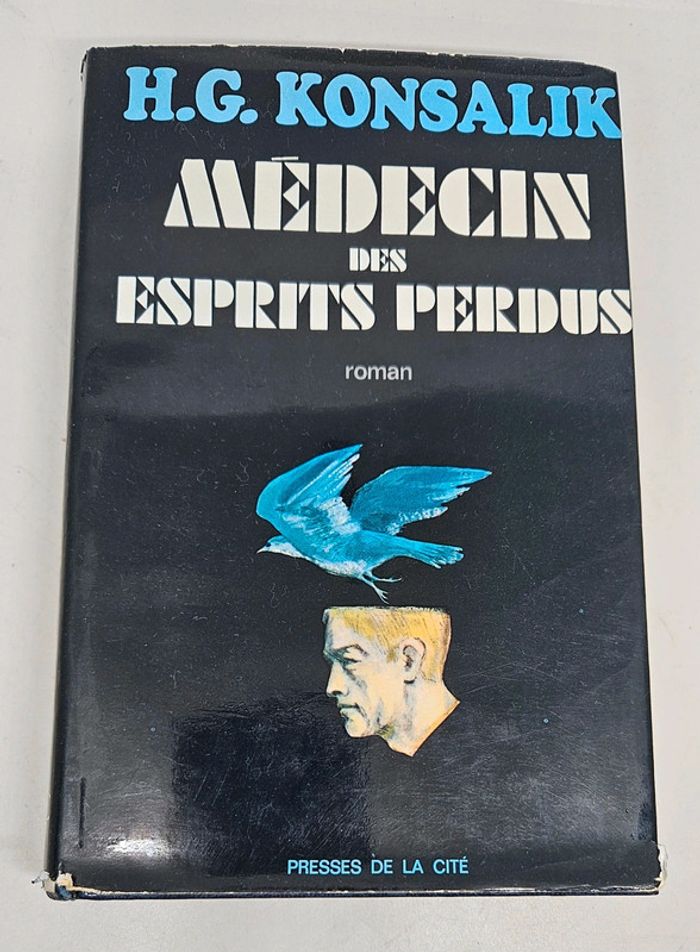 H.G. KONSALIK
MÉDECIN
DES
ESPRITS PERDUS
roman
PRESSES DE LA CITÉ